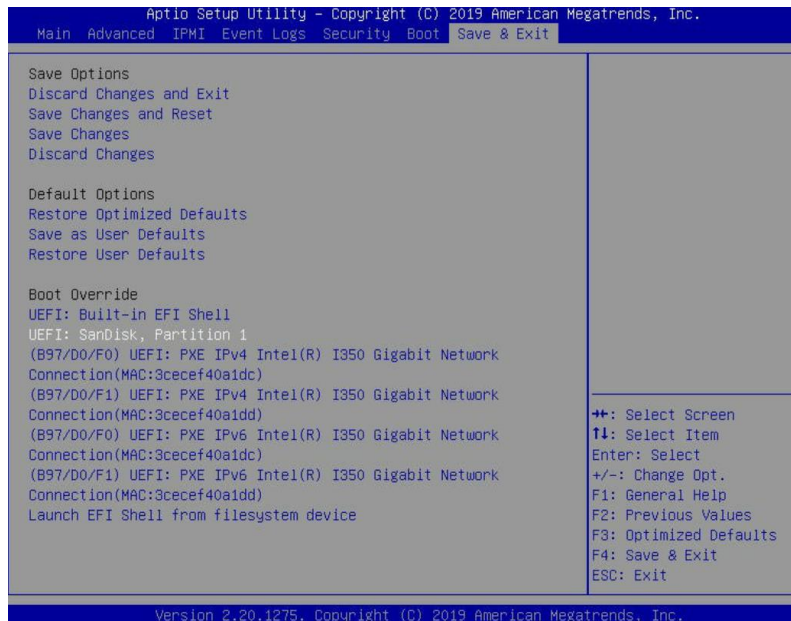 Aptio Setup Utility – Copyright (C) 2019 American Megatrends, Inc.
Main Advanced IPMI Event Logs Security Boot Save & Exit
Save Options
Discard Changes and Exit
Save Changes and Reset
Save Changes
Discard Changes
Default Options
Restore Optimized Defaults
Save as User Defaults
Restore User Defaults
Boot Override
UEFI: Built-in EFI Shell
UEFI: SanDisk, Partition 1
(B97/D0/F0) UEFI: PXE IPv4 Intel(R) I350 Gigabit Network
Connection(MAC:3cecef40a1dc)
(B97/D0/F1) UEFI: PXE IPv4 Intel(R) I350 Gigabit Network
Connection(MAC:3cecef40a1dd)
(B97/D0/F0) UEFI: PXE IPv6 Intel(R) I350 Gigabit Network
Connection(MAC:3cecef40a1dc)
(B97/D0/F1) UEFI: PXE IPv6 Intel(R) I350 Gigabit Network
Connection(MAC:3cecef40a1dd)
Launch EFI Shell from filesystem device
→←: Select Screen
↑↓: Select Item
Enter: Select
+/-: Change Opt.
F1: General Help
F2: Previous Values
F3: Optimized Defaults
F4: Save & Exit
ESC: Exit
Version 2.20.1275. Copyright (C) 2019 American Megatrends, Inc.